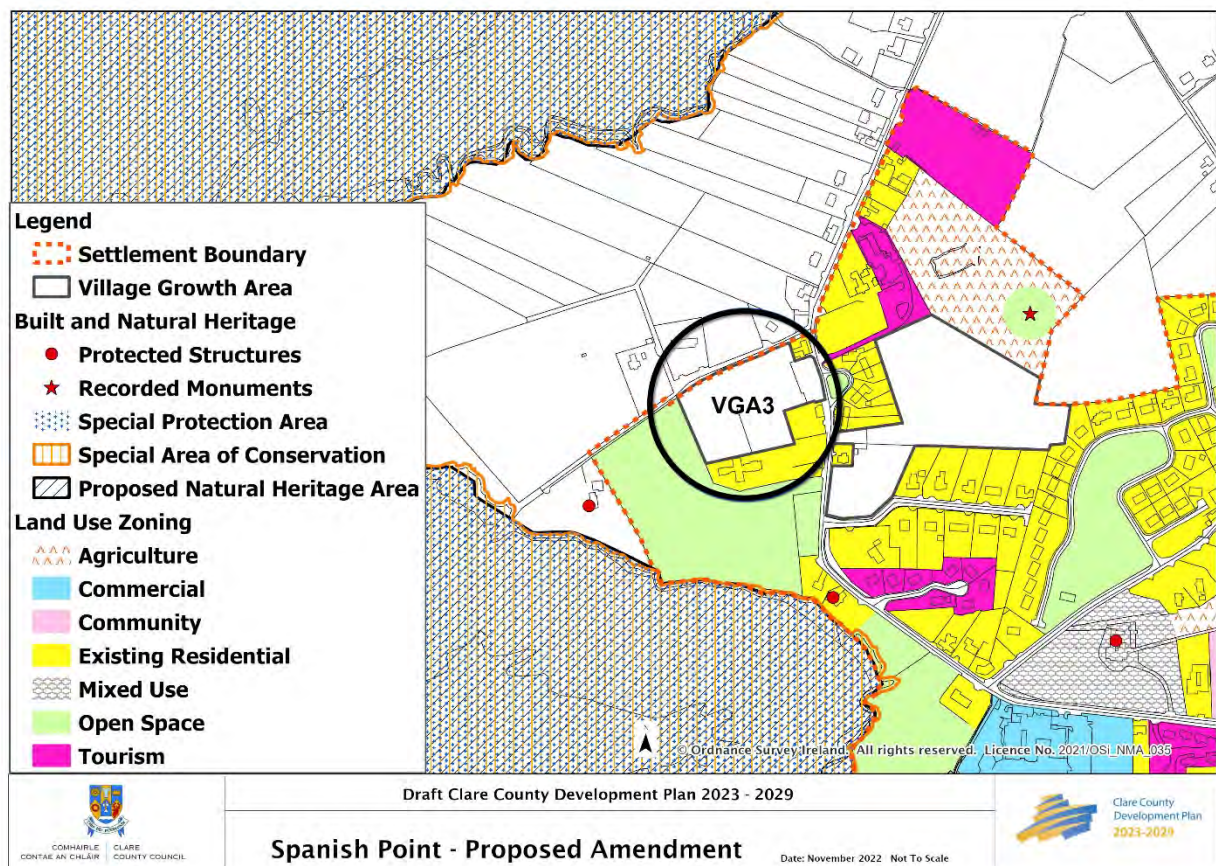 VGA3
Legend
Settlement Boundary
Village Growth Area
Built and Natural Heritage
Protected Structures
Recorded Monuments
Special Protection Area
Special Area of Conservation
Proposed Natural Heritage Area
Land Use Zoning
Agriculture
Commercial
Community
Existing Residential
Mixed Use
Open Space
Tourism
© Ordnance Survey Ireland. All rights reserved. Licence No. 2021/OSi_NMA_035
COMHAIRLE CONTAE AN CHLÁIR
CLARE COUNTY COUNCIL
Draft Clare County Development Plan 2023 - 2029
Spanish Point - Proposed Amendment
Date: November 2022 Not To Scale
Clare County
Development Plan
2023-2029